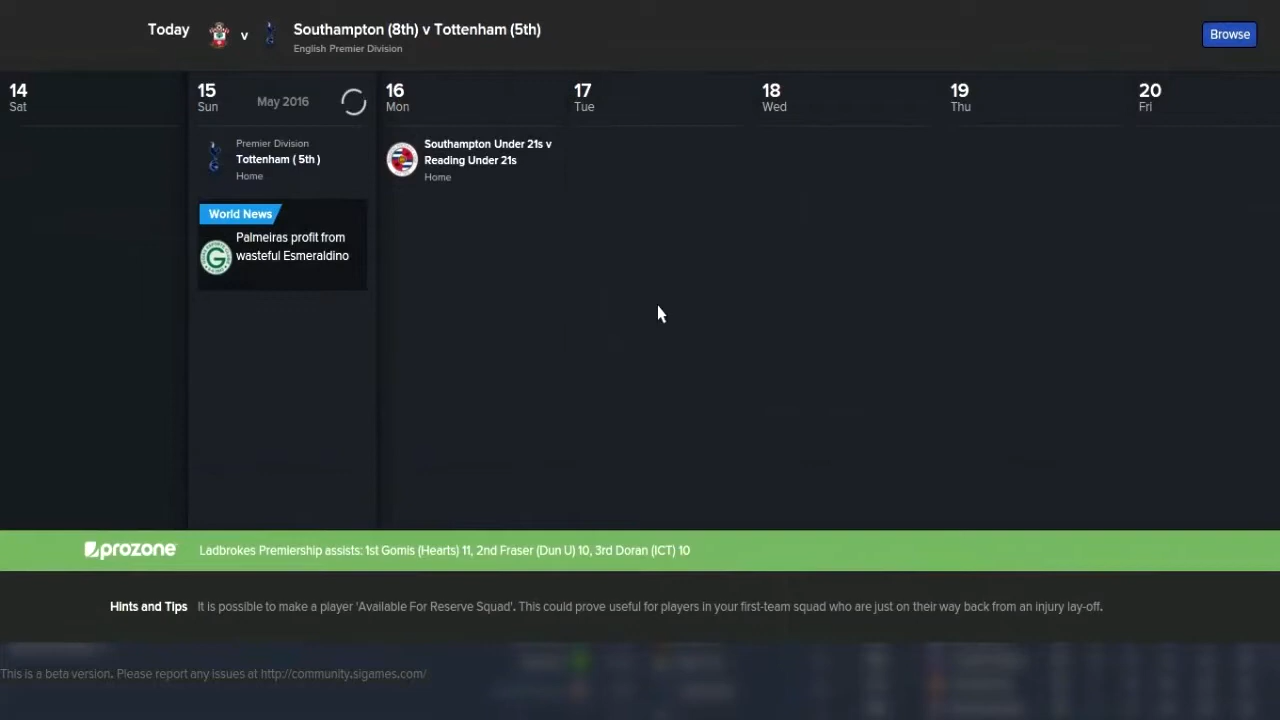 Today
v
Southampton (8th) v Tottenham (5th)
English Premier Division
Browse
14
Sat
15
Sun
May 2016
16
Mon
17
Tue
18
Wed
19
Thu
20
Fri
Premier Division
Tottenham ( 5th )
Home
Southampton Under 21s v
Reading Under 21s
Home
World News
Palmeiras profit from
wasteful Esmeraldino
G
prozone
Ladbrokes Premiership assists: 1st Gomis (Hearts) 11, 2nd Fraser (Dun U) 10, 3rd Doran (ICT) 10
Hints and Tips
It is possible to make a player 'Available For Reserve Squad'. This could prove useful for players in your first-team squad who are just on their way back from an injury lay-off.
This is a beta version. Please report any issues at http://community.sigames.com/